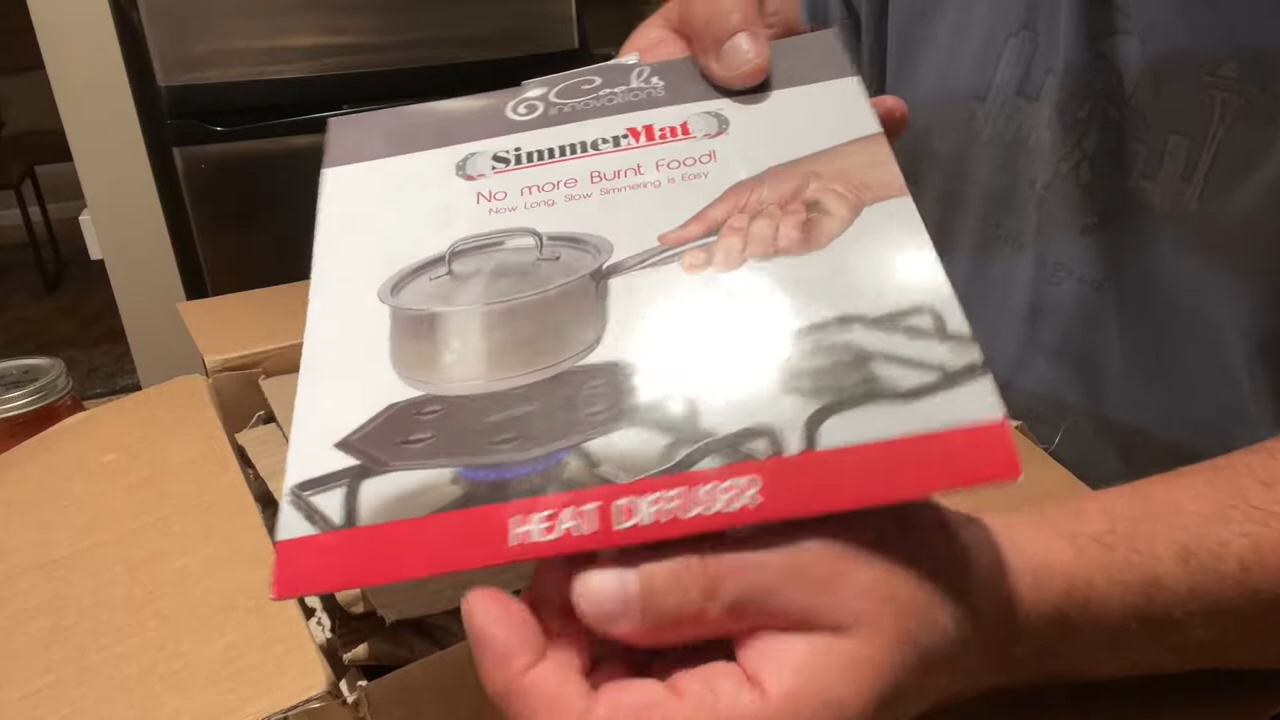 Cooks
innovations
SimmerMat
No more Burnt Food!
Now Long, Slow Simmering is Easy
HEAT DIFFUSER